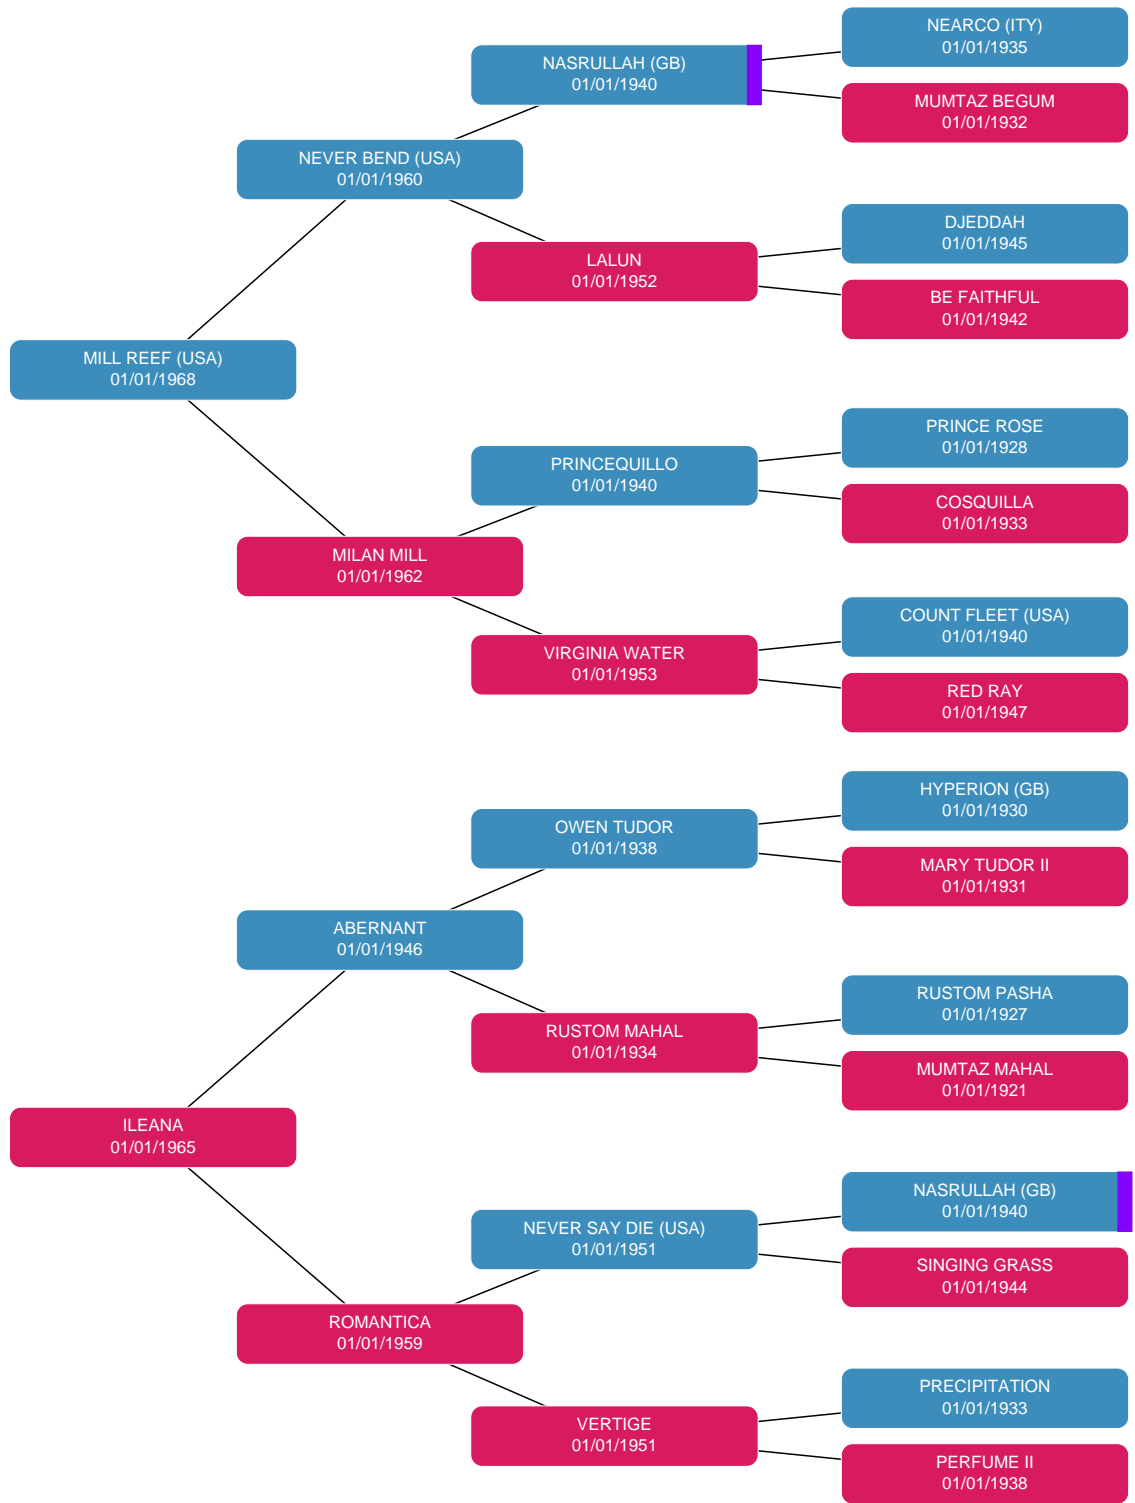 NEARCO (ITY)
01/01/1935
NASRULLAH (GB)
01/01/1940
MUMTAZ BEGUM
01/01/1932
NEVER BEND (USA)
01/01/1960
DJEDDAH
01/01/1945
LALUN
01/01/1952
BE FAITHFUL
01/01/1942
MILL REEF (USA)
01/01/1968
PRINCE ROSE
01/01/1928
PRINCEQUILLO
01/01/1940
COSQUILLA
01/01/1933
MILAN MILL
01/01/1962
COUNT FLEET (USA)
01/01/1940
VIRGINIA WATER
01/01/1953
RED RAY
01/01/1947
HYPERION (GB)
01/01/1930
OWEN TUDOR
01/01/1938
MARY TUDOR II
01/01/1931
ABERNANT
01/01/1946
RUSTOM PASHA
01/01/1927
RUSTOM MAHAL
01/01/1934
MUMTAZ MAHAL
01/01/1921
ILEANA
01/01/1965
NASRULLAH (GB)
01/01/1940
NEVER SAY DIE (USA)
01/01/1951
SINGING GRASS
01/01/1944
ROMANTICA
01/01/1959
PRECIPITATION
01/01/1933
VERTIGE
01/01/1951
PERFUME II
01/01/1938